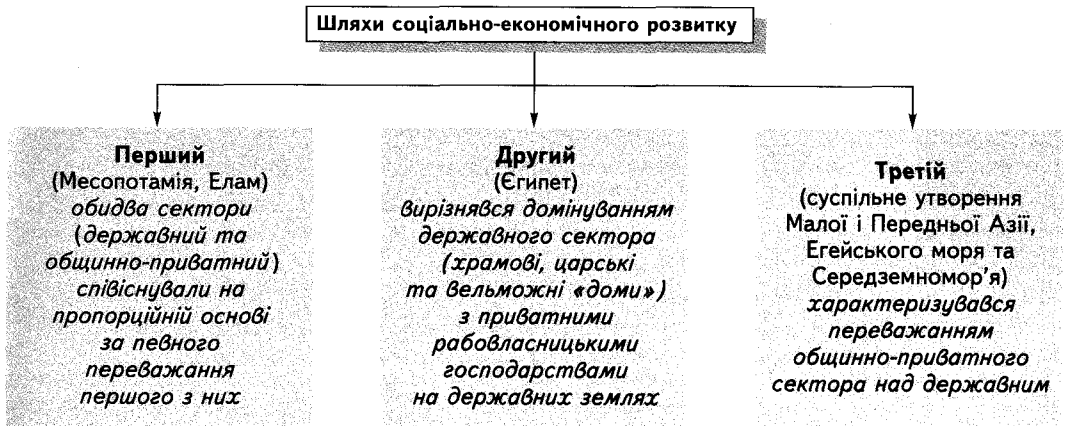 Шляхи соціально-економічного розвитку
Перший
(Месопотамія, Елам)
обидва сектори
(державний та
общинно-приватний)
співіснували на
пропорційній основі
за певного
переважання
першого з них
Другий
(Єгипет)
вирізнявся домінуванням
державного сектора
(храмові, царські
та вельможні «доми»)
з приватними
рабовласницькими
господарствами
на державних землях
Третій
(суспільне утворення
Малої і Передньої Азії,
Егейського моря та
Середземномор’я)
характеризувався
переважанням
общинно-приватного
сектора над державним